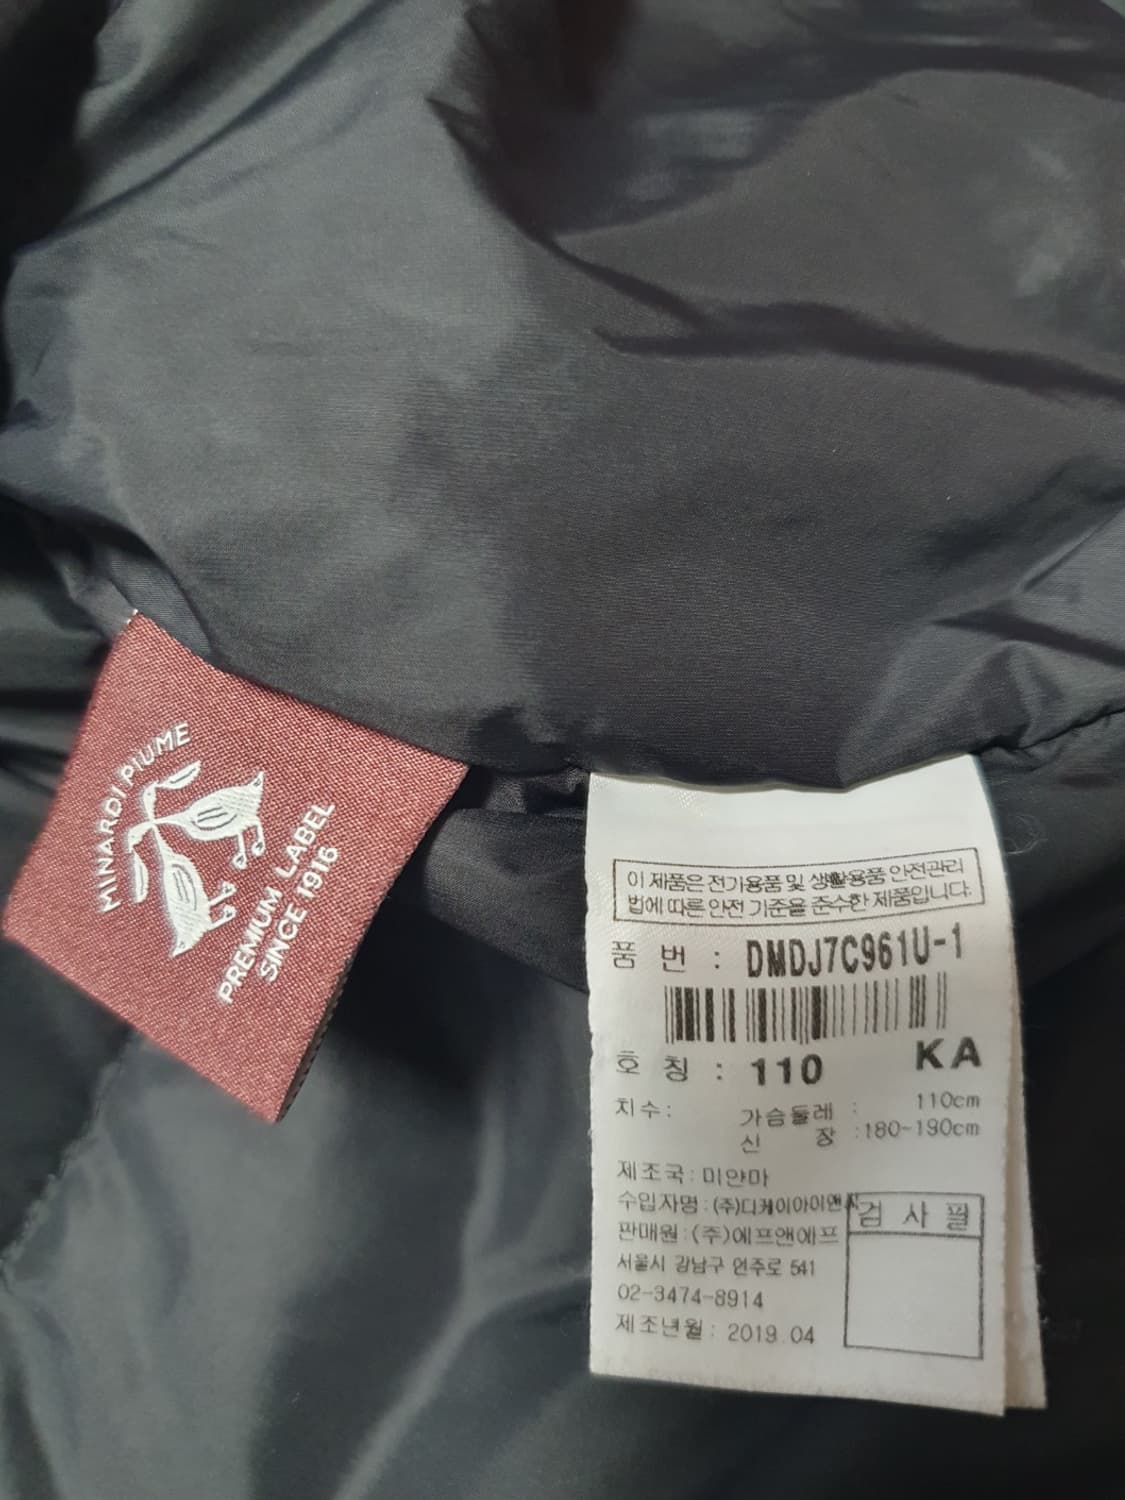 MINARDI PIUME
PREMIUM LABEL
SINCE 1916
이 제품은 전기용품 및 생활용품 안전관리
법에 따른 안전 기준을 준수한 제품입니다.
품 번 : DMDJ7C961U-1
호 칭 : 110 KA
치수: 가슴둘레 : 110cm
신 장 :180-190cm
제조국:미얀마
수입자명:(주)디케이아이앤씨
검 사 필
판매원:(주)에프앤에프
서울시 강남구 언주로 541
02-3474-8914
제조년월: 2019.04